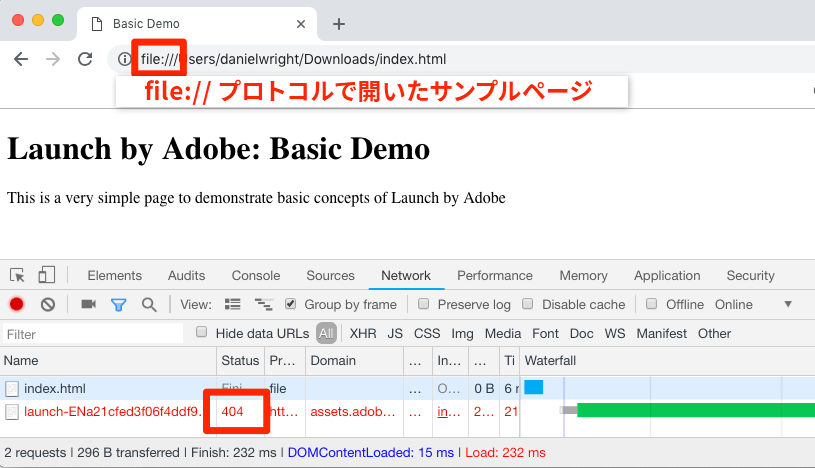 Basic Demo
file:///Users/danielwright/Downloads/index.html
file:// プロトコルで開いたサンプルページ
Launch by Adobe: Basic Demo
This is a very simple page to demonstrate basic concepts of Launch by Adobe
Elements Audits Console Sources Network Performance Memory Application Security
View: Group by frame Preserve log Disable cache Offline Online
Filter Hide data URLs All XHR JS CSS Img Media Font Doc WS Manifest Other
Name Status Pr... Domain ... In... ... Ti Waterfall
index.html Fini... file ... O... 0 B 6
launch-ENa21cfed3f06f4ddf9... 404 htt... assets.adob... ... in... 2... 21
2 requests | 296 B transferred | Finish: 232 ms | DOMContentLoaded: 15 ms | Load: 232 ms